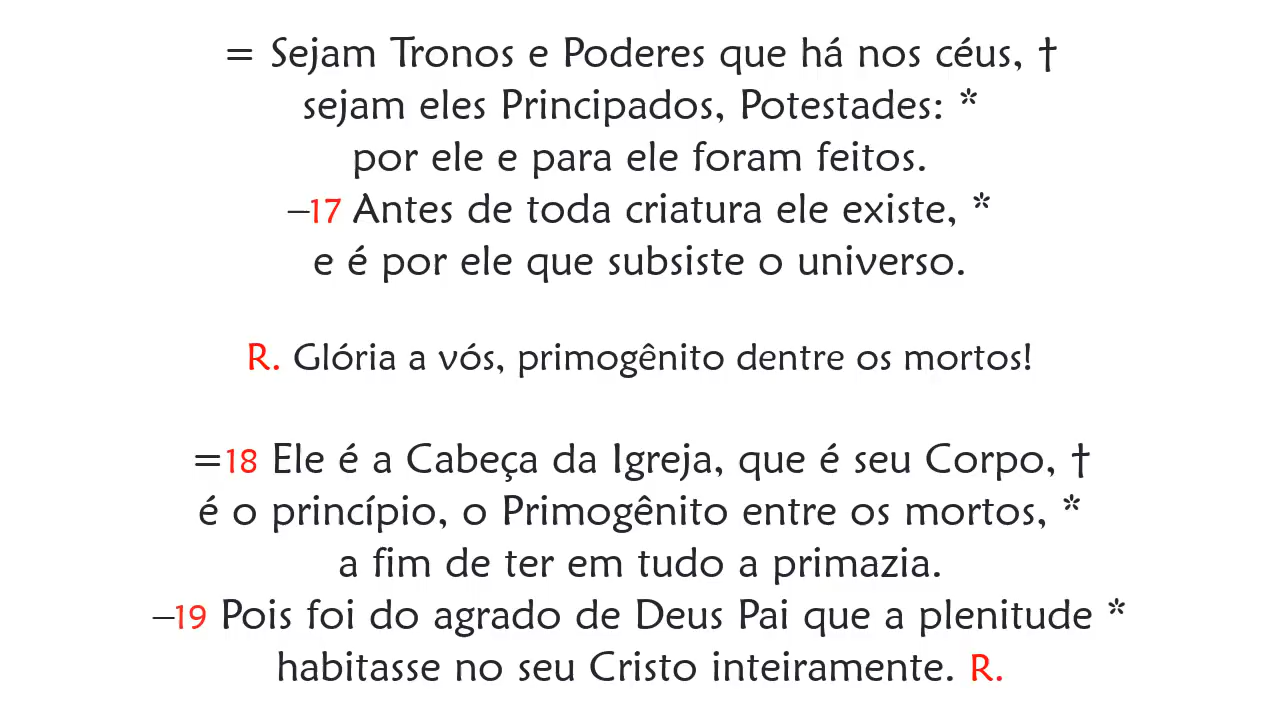 = Sejam Tronos e Poderes que há nos céus, †
sejam eles Principados, Potestades: *
por ele e para ele foram feitos.
–17 Antes de toda criatura ele existe, *
e é por ele que subsiste o universo.
R. Glória a vós, primogênito dentre os mortos!
=18 Ele é a Cabeça da Igreja, que é seu Corpo, †
é o princípio, o Primogênito entre os mortos, *
a fim de ter em tudo a primazia.
–19 Pois foi do agrado de Deus Pai que a plenitude *
habitasse no seu Cristo inteiramente. R.